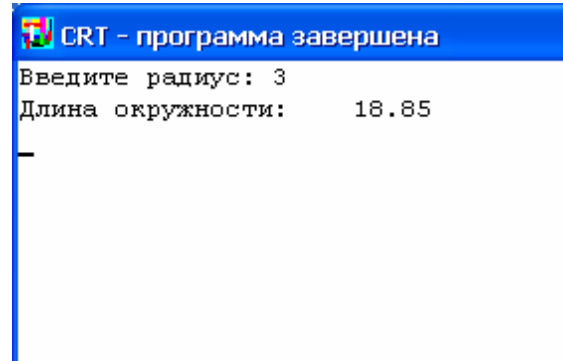 CRT - программа завершена
Введите радиус: 3
Длина окружности:    18.85